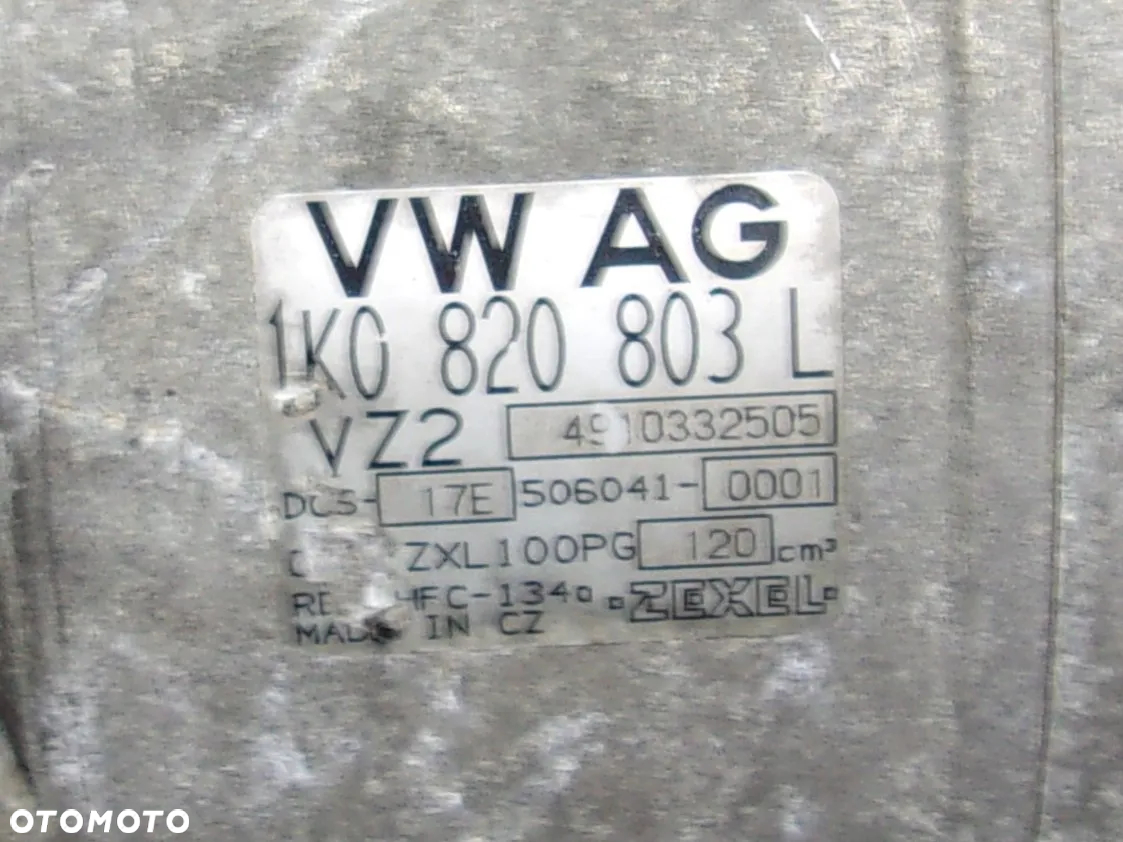 VW AG
1K0 820 803 L
VZ2 4910332505
DCS-17E 506041-0001
ZXL100PG 120 cm³
HFC-134a ZEXEL
MADE IN CZ
OTOMOTO